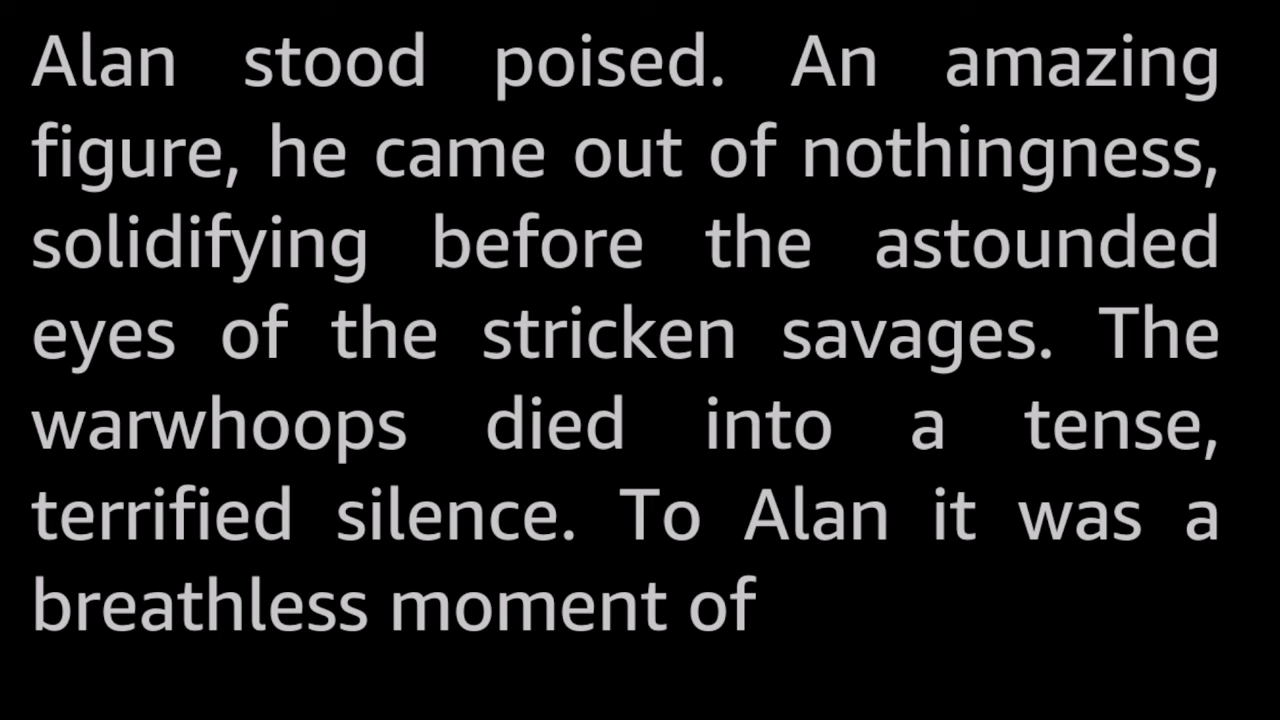 Alan stood poised. An amazing
figure, he came out of nothingness,
solidifying before the astounded
eyes of the stricken savages. The
warwhoops died into a tense,
terrified silence. To Alan it was a
breathless moment of